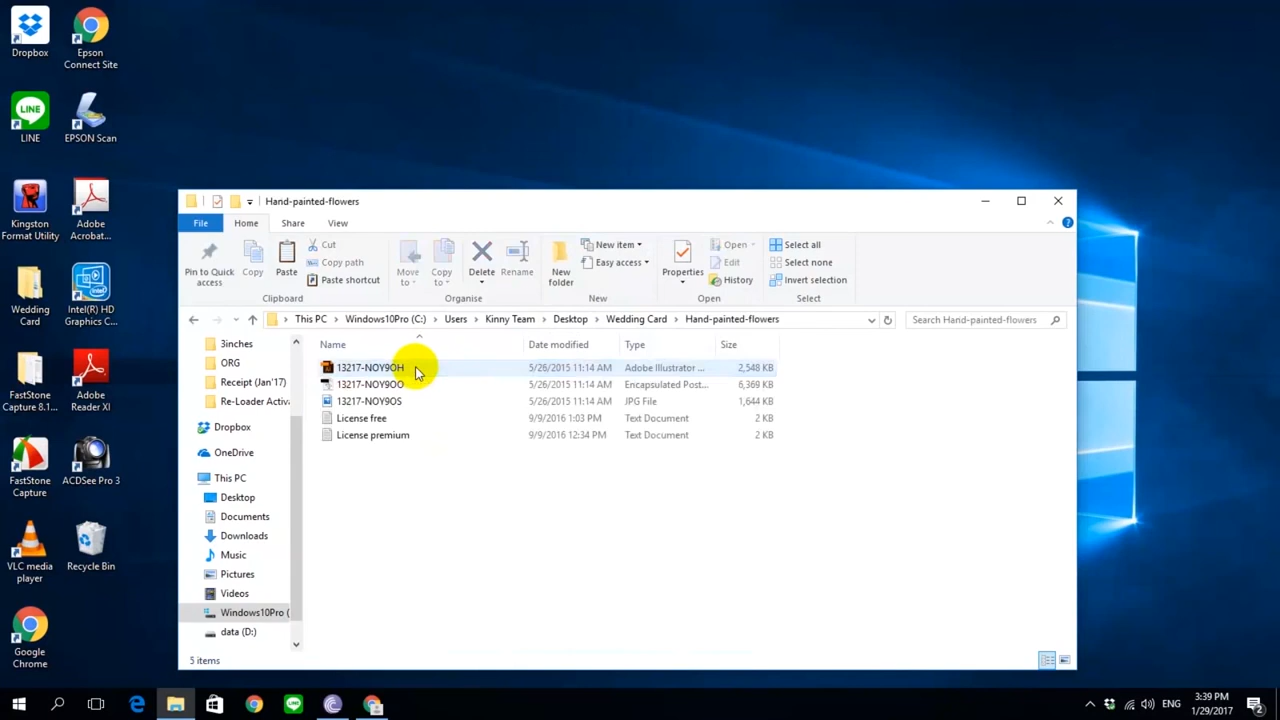 Dropbox
Epson
Connect Site
LINE
EPSON Scan
Kingston
Format Utility
Adobe
Acrobat...
Wedding
Card
Intel(R) HD
Graphics C...
FastStone
Capture 8.1...
Adobe
Reader XI
FastStone
Capture
ACDSee Pro 3
VLC media
player
Recycle Bin
Google
Chrome
Hand-painted-flowers
File
Home
Share
View
Pin to Quick
access
Copy
Paste
Cut
Copy path
Paste shortcut
Clipboard
Move
to
Copy
to
Delete
Rename
Organise
New
folder
New item
Easy access
New
Properties
Open
Edit
History
Open
Select all
Select none
Invert selection
Select
This PC
Windows10Pro (C:)
Users
Kinny Team
Desktop
Wedding Card
Hand-painted-flowers
Search Hand-painted-flowers
3inches
ORG
Receipt (Jan'17)
Re-Loader Activa
Dropbox
OneDrive
This PC
Desktop
Documents
Downloads
Music
Pictures
Videos
Windows10Pro (
data (D:)
Name Date modified Type Size
13217-NOY9OH 5/26/2015 11:14 AM Adobe Illustrator ... 2,548 KB
13217-NOY9OO 5/26/2015 11:14 AM Encapsulated Post... 6,369 KB
13217-NOY9OS 5/26/2015 11:14 AM JPG File 1,644 KB
License free 9/9/2016 1:03 PM Text Document 2 KB
License premium 9/9/2016 12:34 PM Text Document 2 KB
5 items
ENG
3:39 PM
1/29/2017
2